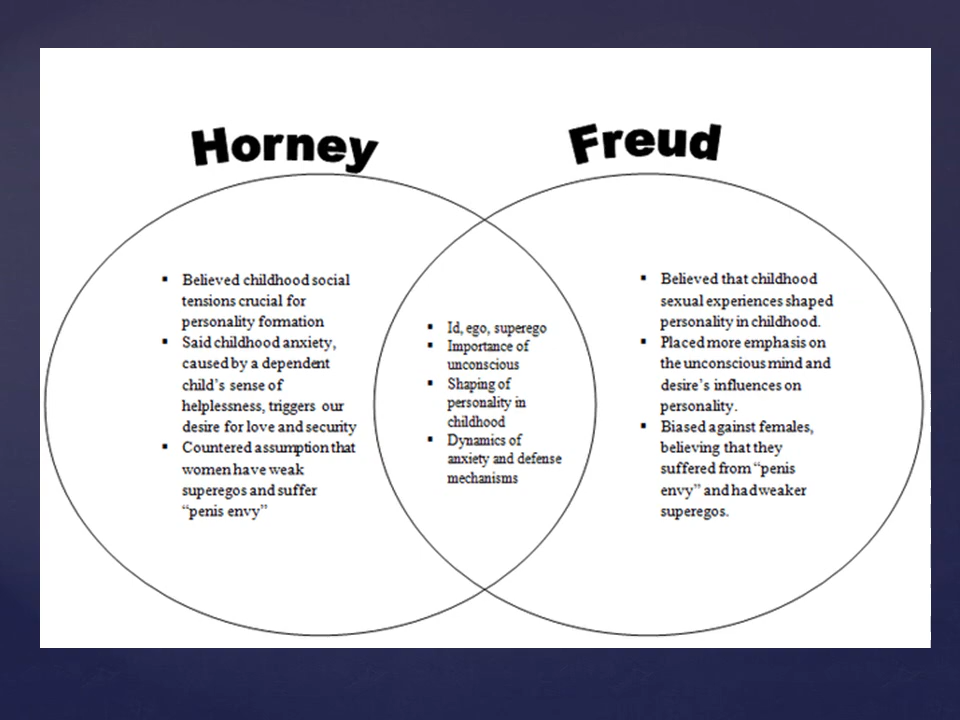 Horney
Freud
▪ Believed childhood social
tensions crucial for
personality formation
▪ Said childhood anxiety,
caused by a dependent
child's sense of
helplessness, triggers our
desire for love and security
▪ Countered assumption that
women have weak
superegos and suffer
“penis envy”
▪ Id, ego, superego
▪ Importance of
unconscious
▪ Shaping of
personality in
childhood
▪ Dynamics of
anxiety and defense
mechanisms
▪ Believed that childhood
sexual experiences shaped
personality in childhood.
▪ Placed more emphasis on
the unconscious mind and
desire's influences on
personality.
▪ Biased against females,
believing that they
suffered from “penis
envy” and had weaker
superegos.